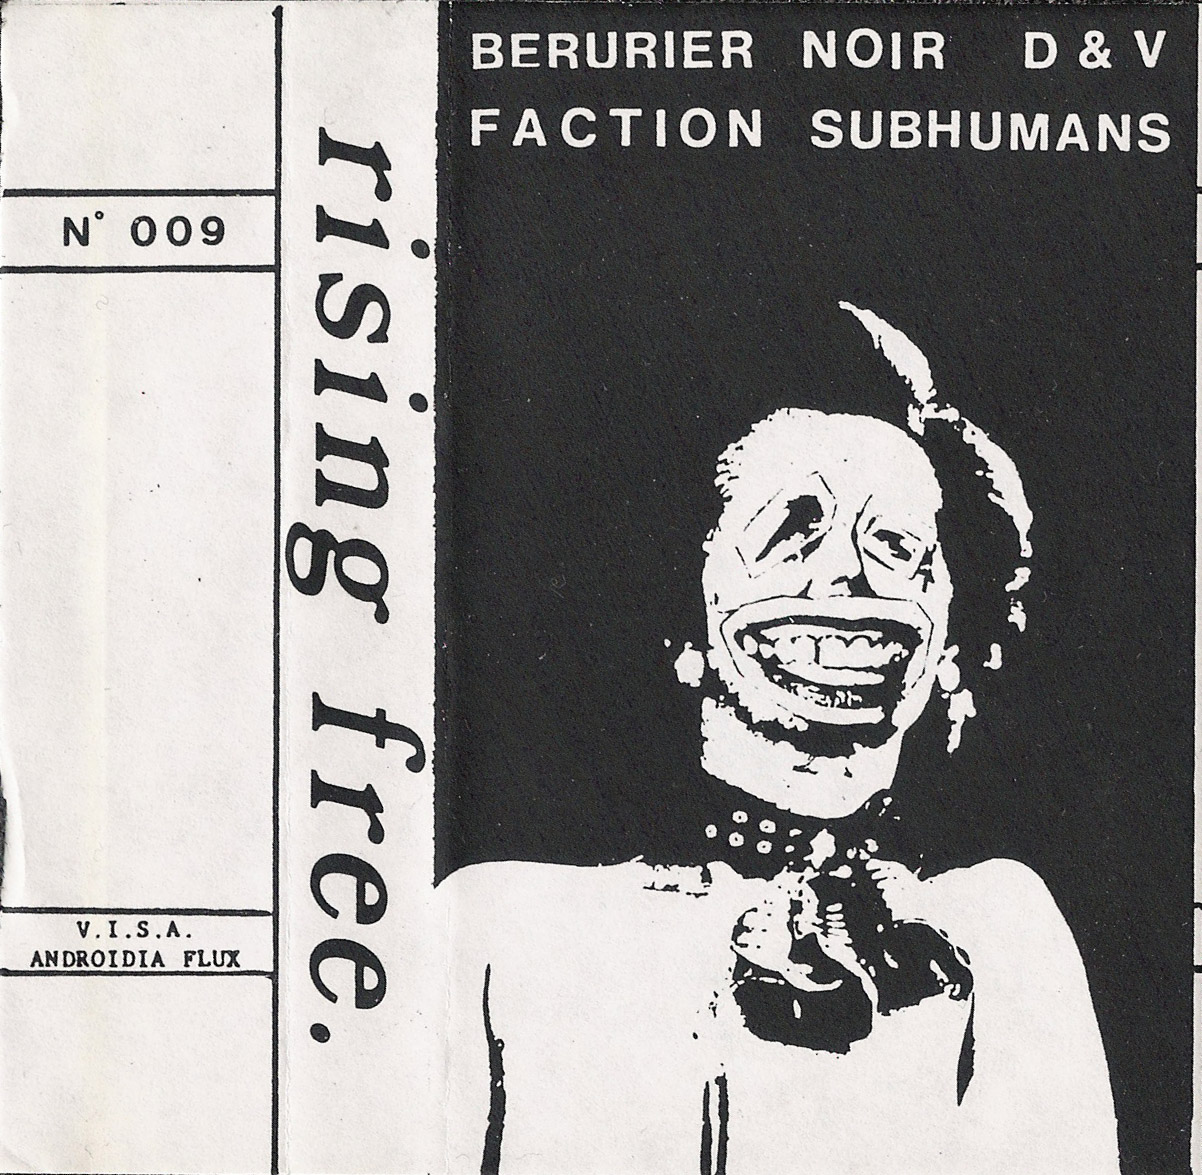 N° 009
V.I.S.A.
ANDROIDIA FLUX
rising free.
BERURIER NOIR D & V
FACTION SUBHUMANS